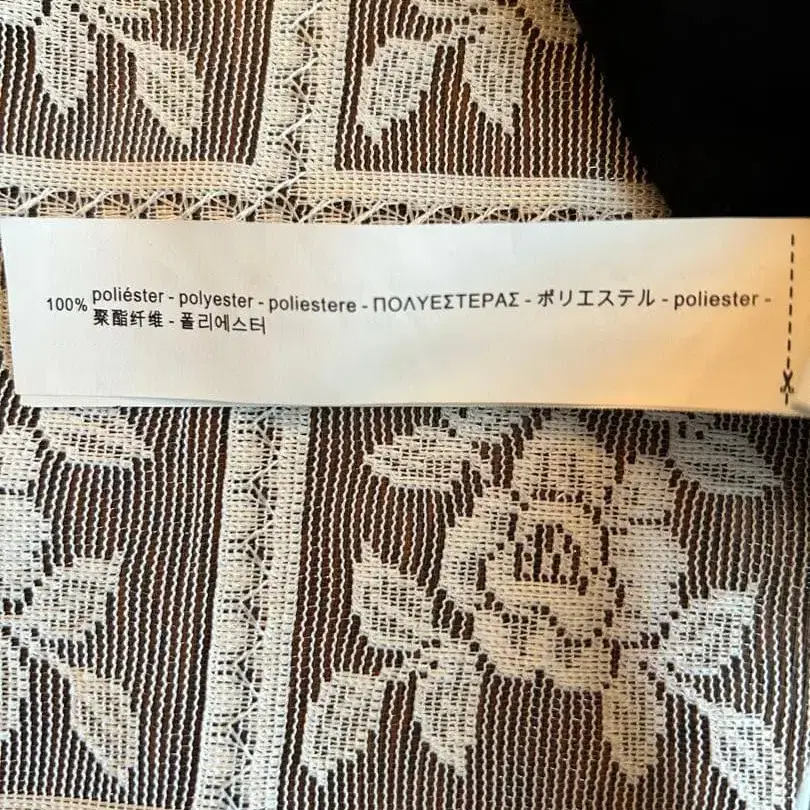 100% poliéster - polyester - poliestere - ΠΟΛΥΕΣΤΕΡΑΣ - ポリエステル - poliester -
聚酯纤维 - 폴리에스터